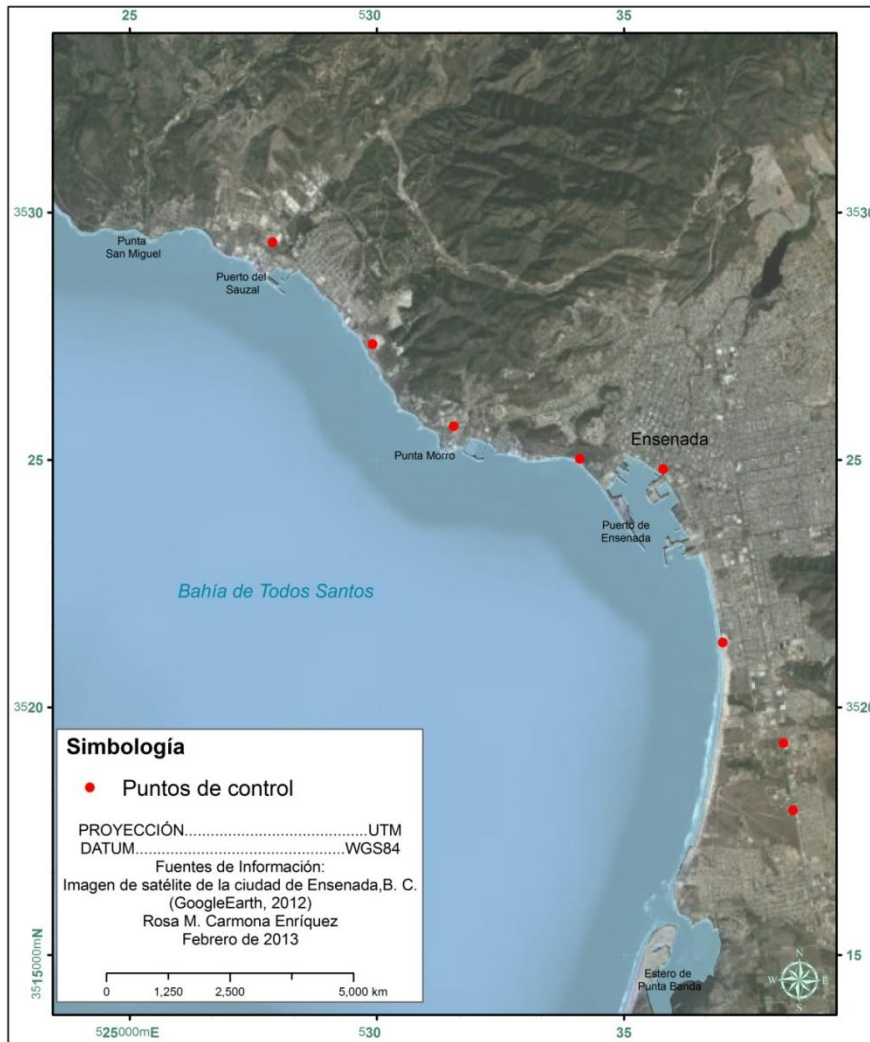 25
530
35
3530
3530
Punta
San Miguel
Puerto del
Sauzal
Ensenada
Punta Morro
25
25
Puerto de
Ensenada
Bahía de Todos Santos
3520
3520
Simbología
Puntos de control
PROYECCIÓN..........................................UTM
DATUM................................................WGS84
Fuentes de Información:
Imagen de satélite de la ciudad de Ensenada,B. C.
(GoogleEarth, 2012)
Rosa M. Carmona Enríquez
Febrero de 2013
0 1,250 2,500 5,000 km
3515000mN
15
Estero de
Punta Banda
N
W E
S
525000mE
530
35